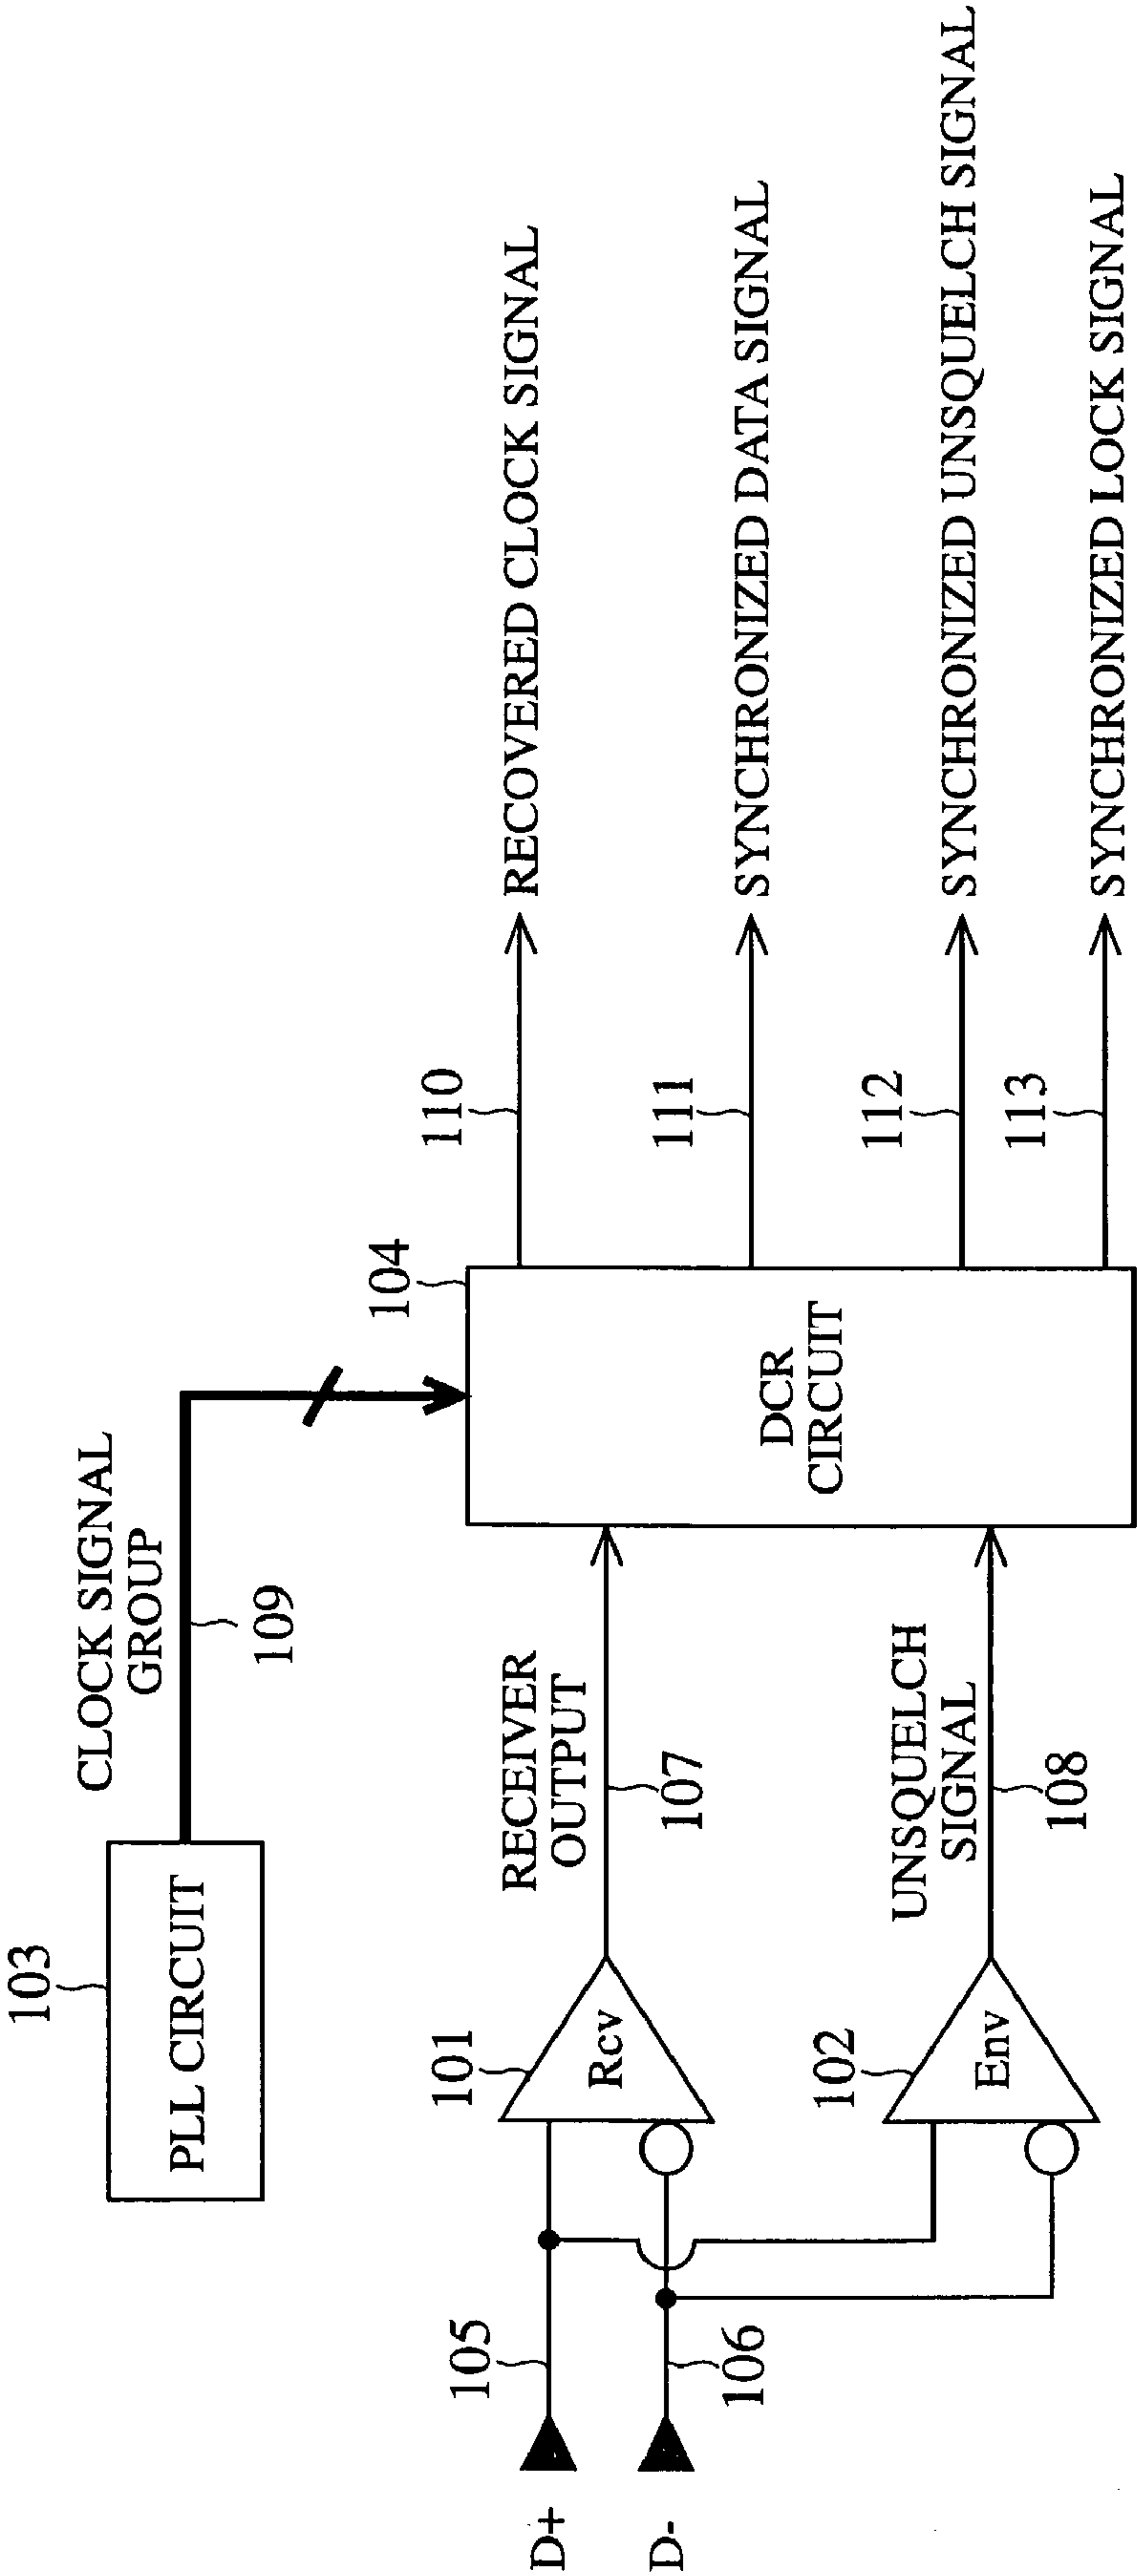 103
PLL CIRCUIT
CLOCK SIGNAL
GROUP
109
104
DCR
CIRCUIT
D+
D-
105
106
101
Rcv
102
Env
RECEIVER
OUTPUT
107
UNSQUELCH
SIGNAL
108
110
RECOVERED CLOCK SIGNAL
111
SYNCHRONIZED DATA SIGNAL
112
SYNCHRONIZED UNSQUELCH SIGNAL
113
SYNCHRONIZED LOCK SIGNAL